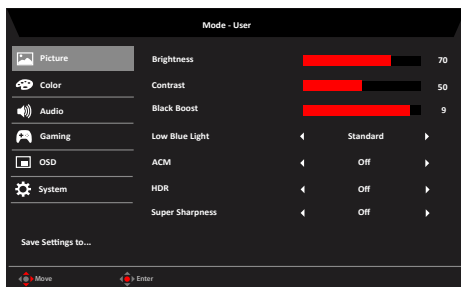 Mode - User
Picture
Brightness 70
Color
Contrast 50
Audio
Black Boost 9
Gaming
Low Blue Light Standard
OSD
ACM Off
System
HDR Off
Super Sharpness Off
Save Settings to...
Move Enter